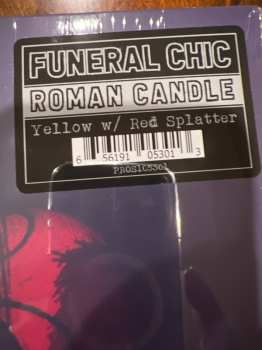 FUNERAL CHIC
ROMAN CANDLE
Yellow w/ Red Splatter
6 56191 05301 3
PROSIC5301